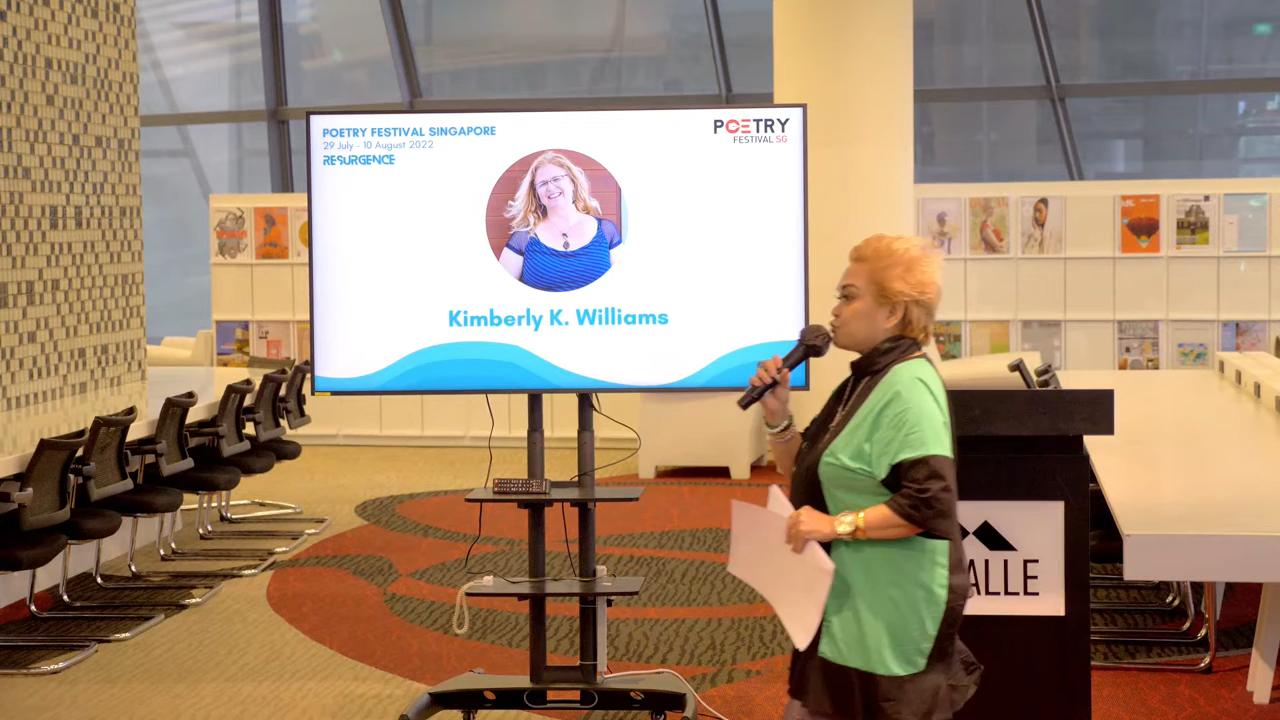 POETRY FESTIVAL SINGAPORE
29 July - 10 August 2022
RESURGENCE
POETRY
FESTIVAL SG
Kimberly K. Williams
ALLE